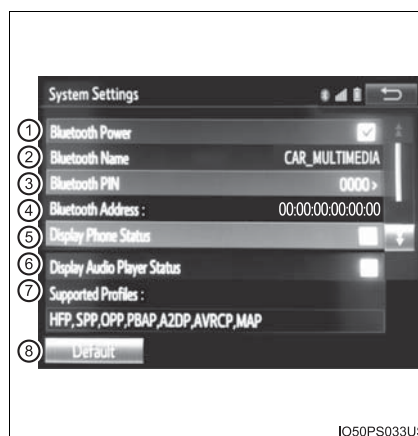 System Settings
① Bluetooth Power
② Bluetooth Name CAR_MULTIMEDIA
③ Bluetooth PIN 0000 >
④ Bluetooth Address : 00:00:00:00:00:00
⑤ Display Phone Status
⑥ Display Audio Player Status
⑦ Supported Profiles :
HFP,SPP,OPP,PBAP,A2DP,AVRCP,MAP
⑧ Default
IO50PS033US